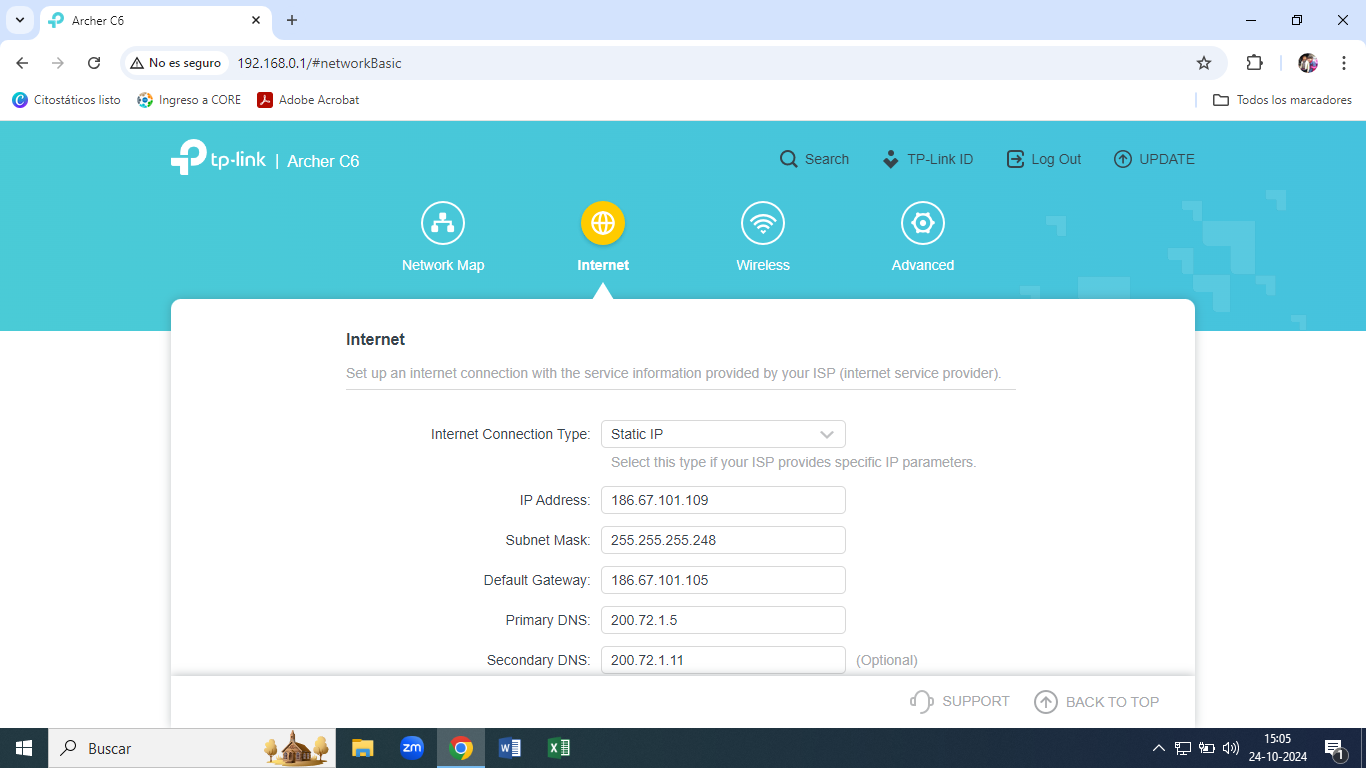 Archer C6
No es seguro
192.168.0.1/#networkBasic
Citostáticos listo
Ingreso a CORE
Adobe Acrobat
Todos los marcadores
tp-link | Archer C6
Search
TP-Link ID
Log Out
UPDATE
Network Map
Internet
Wireless
Advanced
Internet
Set up an internet connection with the service information provided by your ISP (internet service provider).
Internet Connection Type: Static IP
Select this type if your ISP provides specific IP parameters.
IP Address: 186.67.101.109
Subnet Mask: 255.255.255.248
Default Gateway: 186.67.101.105
Primary DNS: 200.72.1.5
Secondary DNS: 200.72.1.11 (Optional)
SUPPORT
BACK TO TOP
Buscar
zm
15:05
24-10-2024
1